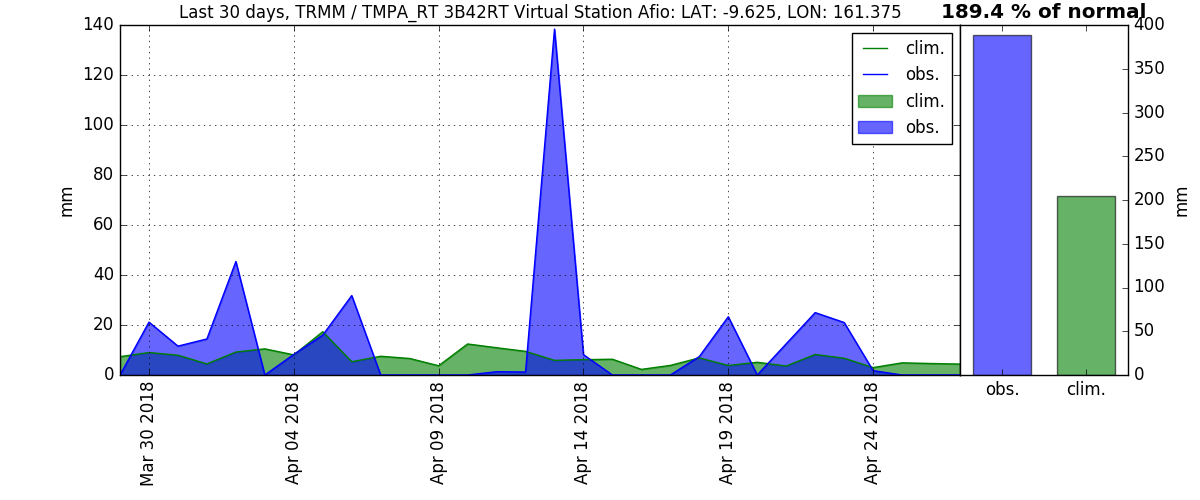 Last 30 days, TRMM / TMPA_RT 3B42RT Virtual Station Afio: LAT: -9.625, LON: 161.375
189.4 % of normal
mm
140
120
100
80
60
40
20
0
clim.
obs.
clim.
obs.
Mar 30 2018
Apr 04 2018
Apr 09 2018
Apr 14 2018
Apr 19 2018
Apr 24 2018
400
350
300
250
200
150
100
50
0
mm
obs.
clim.